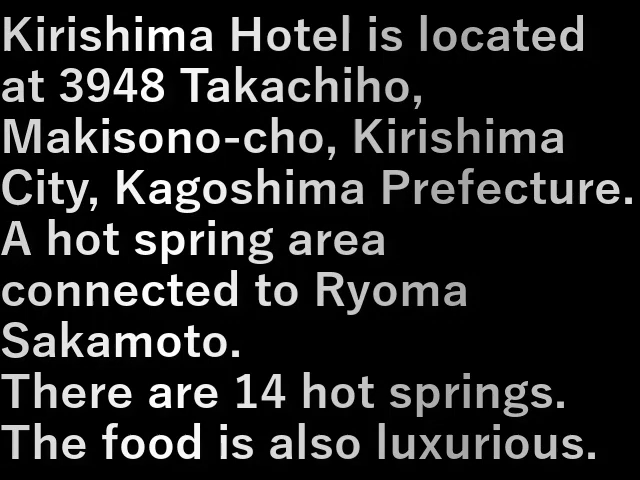 Kirishima Hotel is located
at 3948 Takachiho,
Makisono-cho, Kirishima
City, Kagoshima Prefecture.
A hot spring area
connected to Ryoma
Sakamoto.
There are 14 hot springs.
The food is also luxurious.